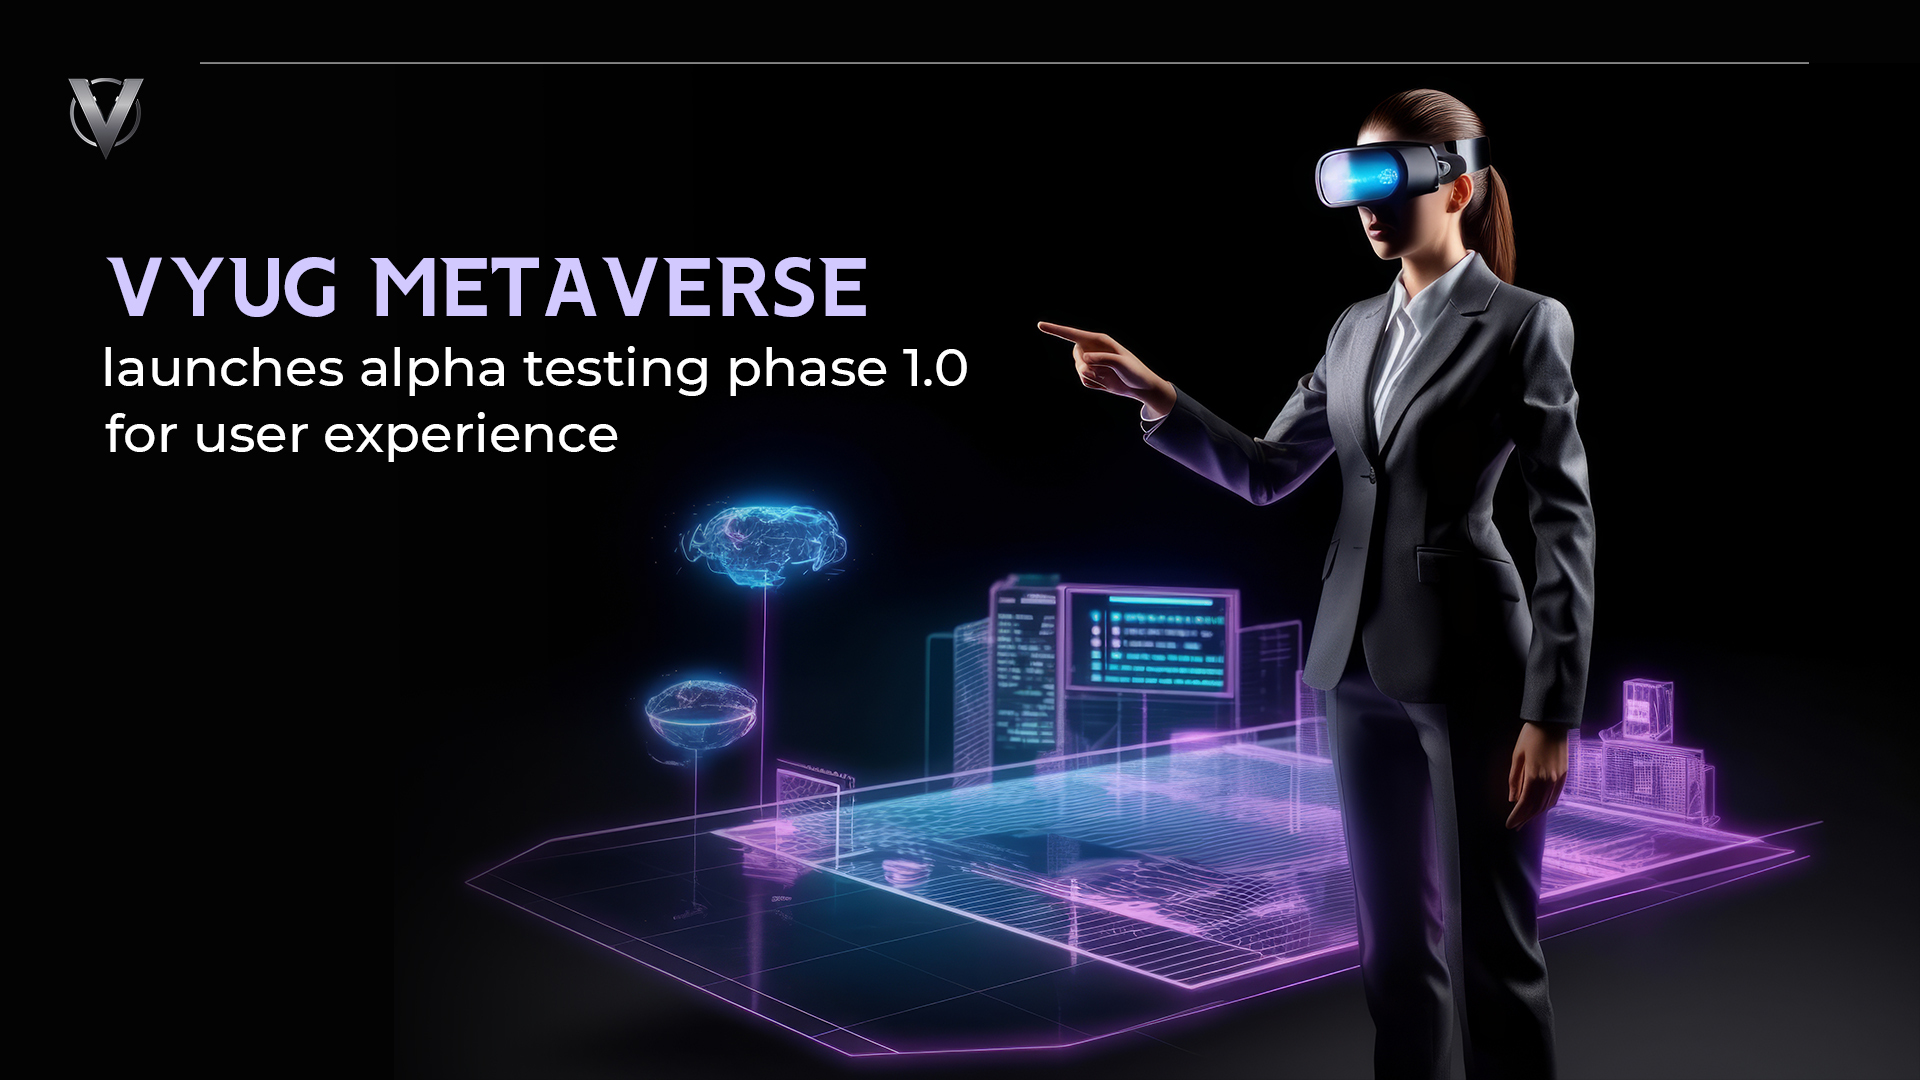 V
VYUG METAVERSE
launches alpha testing phase 1.0
for user experience